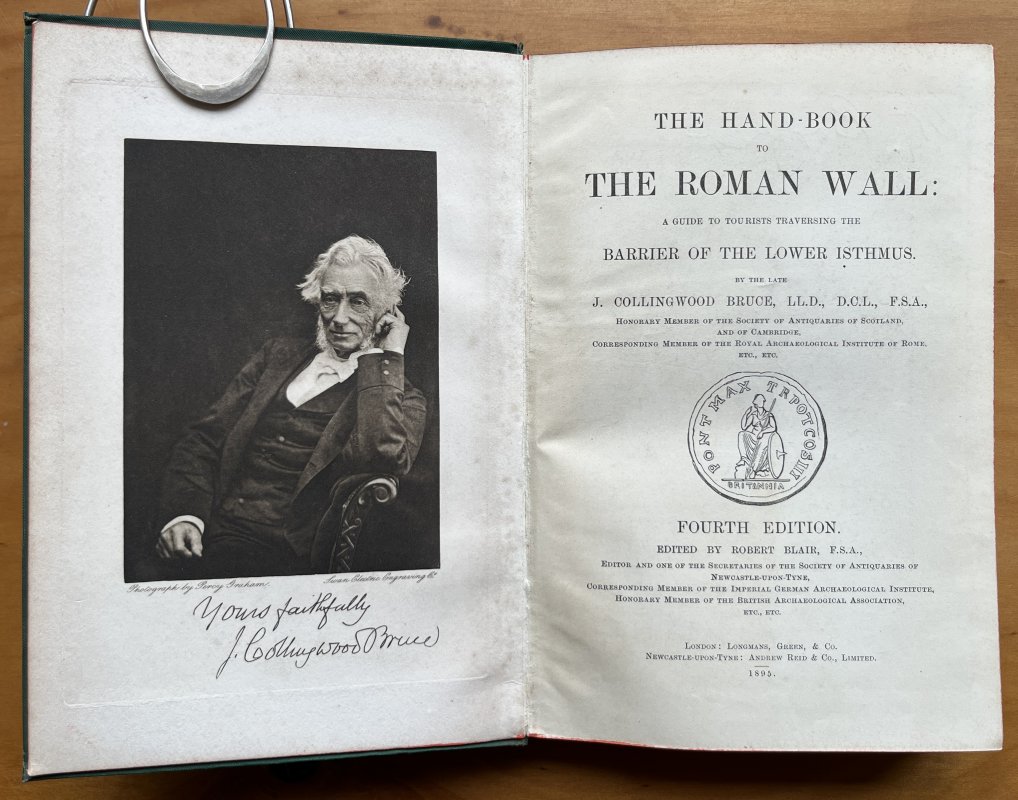 Photograph by Percy Graham.
Swan Electric Engraving Co
Yours faithfully
J. Collingwood Bruce
THE HAND-BOOK
TO
THE ROMAN WALL:
A GUIDE TO TOURISTS TRAVERSING THE
BARRIER OF THE LOWER ISTHMUS.
BY THE LATE
J. COLLINGWOOD BRUCE, LL.D., D.C.L., F.S.A.,
HONORARY MEMBER OF THE SOCIETY OF ANTIQUARIES OF SCOTLAND,
AND OF CAMBRIDGE,
CORRESPONDING MEMBER OF THE ROYAL ARCHAEOLOGICAL INSTITUTE OF ROME,
ETC., ETC.
PONT MAX TR POT COS III
BRITANNIA
FOURTH EDITION.
EDITED BY ROBERT BLAIR, F.S.A.,
EDITOR AND ONE OF THE SECRETARIES OF THE SOCIETY OF ANTIQUARIES OF
NEWCASTLE-UPON-TYNE,
CORRESPONDING MEMBER OF THE IMPERIAL GERMAN ARCHAEOLOGICAL INSTITUTE,
HONORARY MEMBER OF THE BRITISH ARCHAEOLOGICAL ASSOCIATION,
ETC., ETC.
LONDON: LONGMANS, GREEN, & CO.
NEWCASTLE-UPON-TYNE: ANDREW REID & CO., LIMITED.
1895.